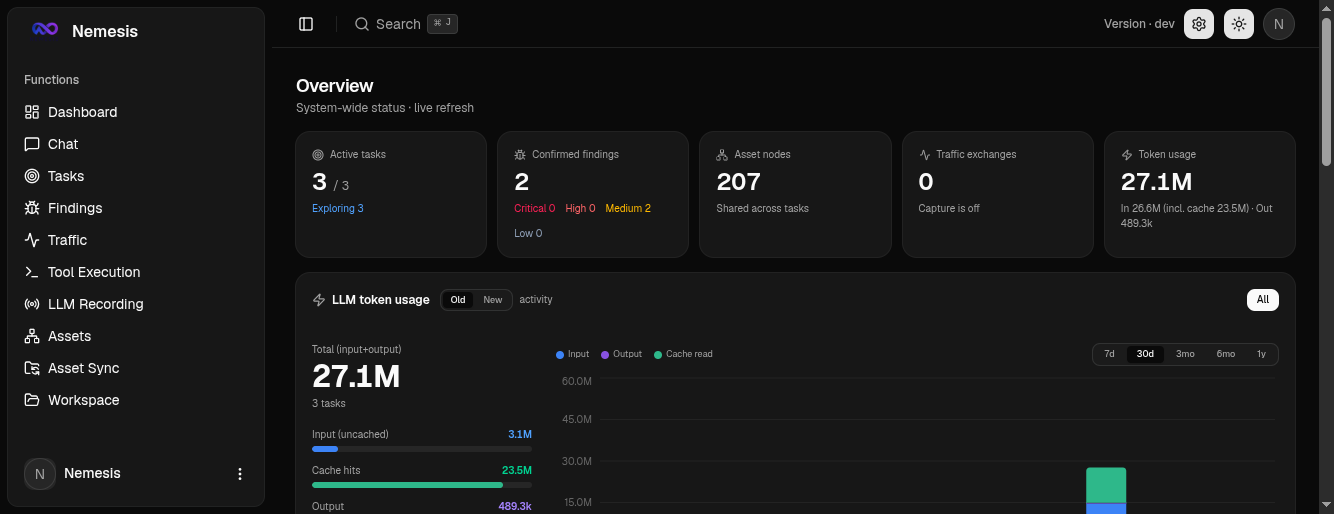 Nemesis
Functions
Dashboard
Chat
Tasks
Findings
Traffic
Tool Execution
LLM Recording
Assets
Asset Sync
Workspace
N
Nemesis
Search ⌘ J
Version · dev
N
Overview
System-wide status · live refresh
Active tasks
3 / 3
Exploring 3
Confirmed findings
2
Critical 0 High 0 Medium 2
Low 0
Asset nodes
207
Shared across tasks
Traffic exchanges
0
Capture is off
Token usage
27.1M
In 26.6M (incl. cache 23.5M) · Out
489.3k
LLM token usage Old New activity
All
Total (input+output)
27.1M
3 tasks
Input (uncached) 3.1M
Cache hits 23.5M
Output 489.3k
Input Output Cache read
7d 30d 3mo 6mo 1y
60.0M
45.0M
30.0M
15.0M